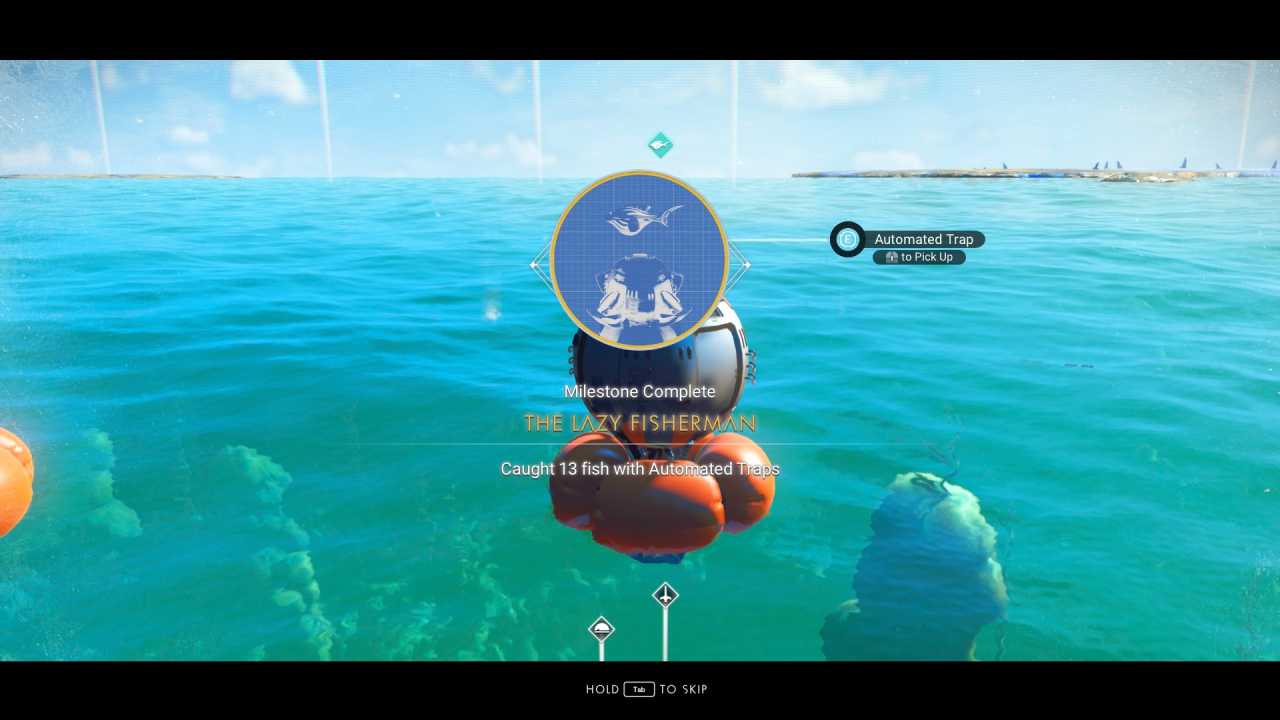 E Automated Trap
to Pick Up
Milestone Complete
THE LAZY FISHERMAN
Caught 13 fish with Automated Traps
HOLD Tab TO SKIP